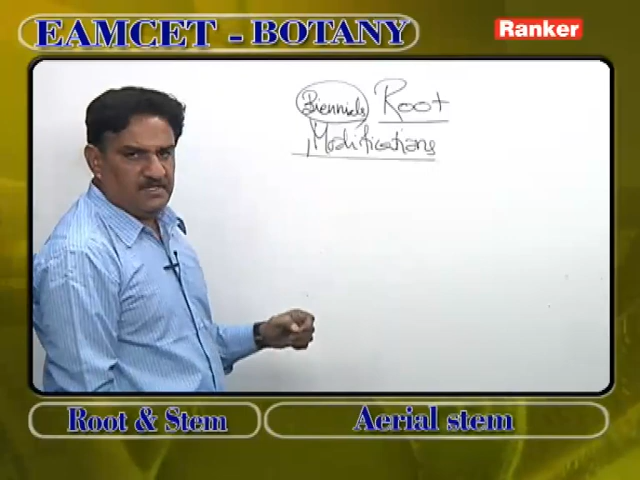 EAMCET - BOTANY
Ranker
Biennials Root
Modifications
Root & Stem
Aerial stem